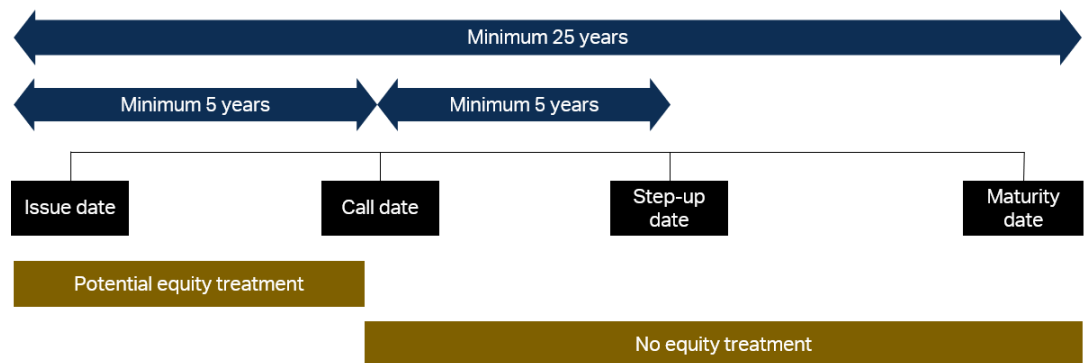 Minimum 25 years
Minimum 5 years
Minimum 5 years
Issue date
Call date
Step-up
date
Maturity
date
Potential equity treatment
No equity treatment